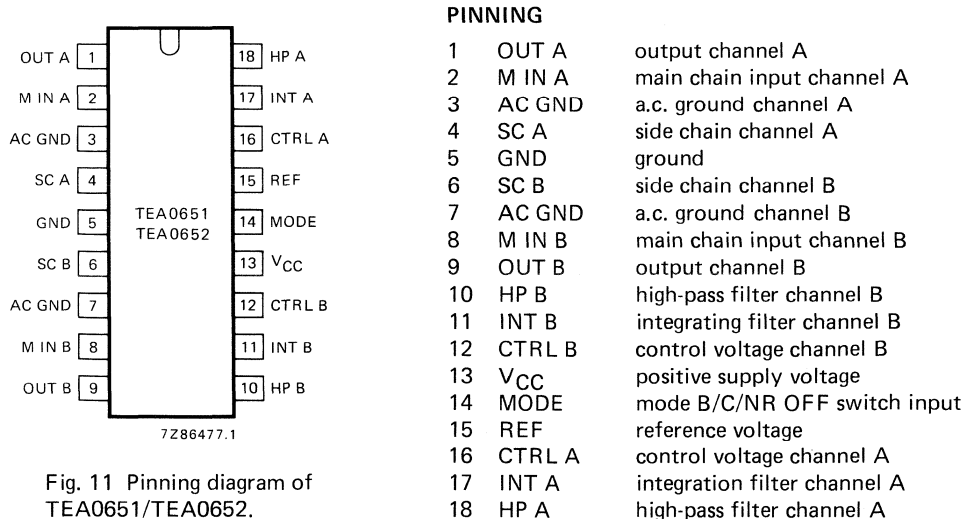 OUT A 1
M IN A 2
AC GND 3
SC A 4
GND 5
SC B 6
AC GND 7
M IN B 8
OUT B 9
TEA0651
TEA0652
18 HP A
17 INT A
16 CTRL A
15 REF
14 MODE
13 VCC
12 CTRL B
11 INT B
10 HP B
7Z86477.1
Fig. 11 Pinning diagram of
TEA0651/TEA0652.
PINNING
1 OUT A output channel A
2 M IN A main chain input channel A
3 AC GND a.c. ground channel A
4 SC A side chain channel A
5 GND ground
6 SC B side chain channel B
7 AC GND a.c. ground channel B
8 M IN B main chain input channel B
9 OUT B output channel B
10 HP B high-pass filter channel B
11 INT B integrating filter channel B
12 CTRL B control voltage channel B
13 VCC positive supply voltage
14 MODE mode B/C/NR OFF switch input
15 REF reference voltage
16 CTRL A control voltage channel A
17 INT A integration filter channel A
18 HP A high-pass filter channel A